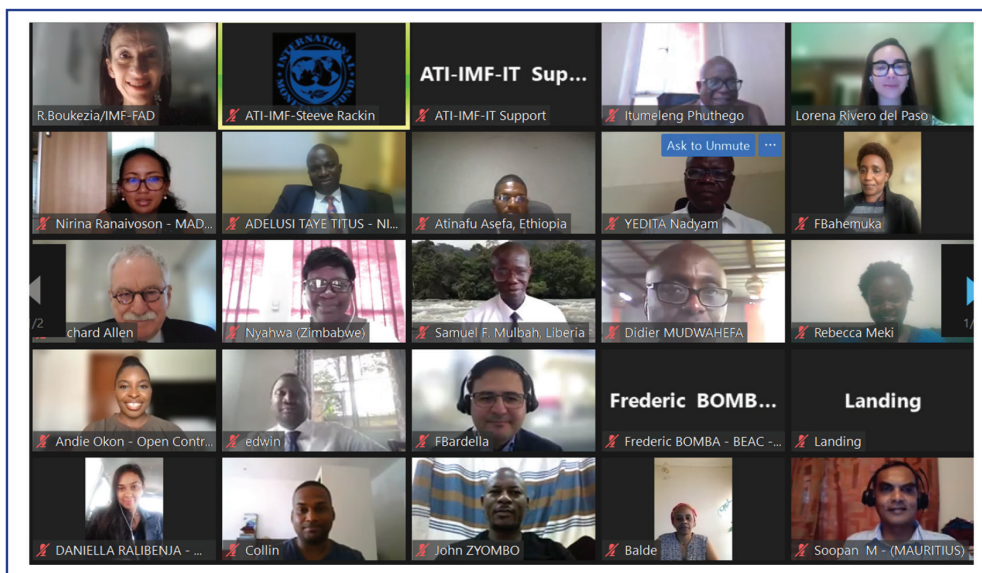 R.Boukezia/IMF-FAD
INTERNATIONAL MONETARY FUND
ATI-IMF-Steeve Rackin
ATI-IMF-IT Sup...
ATI-IMF-IT Support
Itumeleng Phuthego
Lorena Rivero del Paso
Nirina Ranaivoson - MAD...
ADELUSI TAYE TITUS - NI...
Atinafu Asefa, Ethiopia
Ask to Unmute ...
YEDITA Nadyam
FBahemuka
/2
chard Allen
Nyahwa (Zimbabwe)
Samuel F. Mulbah, Liberia
Didier MUDWAHEFA
Rebecca Meki
1/
Andie Okon - Open Contr...
edwin
FBardella
Frederic BOMB...
Frederic BOMBA - BEAC -...
Landing
Landing
DANIELLA RALIBENJA - ...
Collin
John ZYOMBO
Balde
Soopan M - (MAURITIUS)